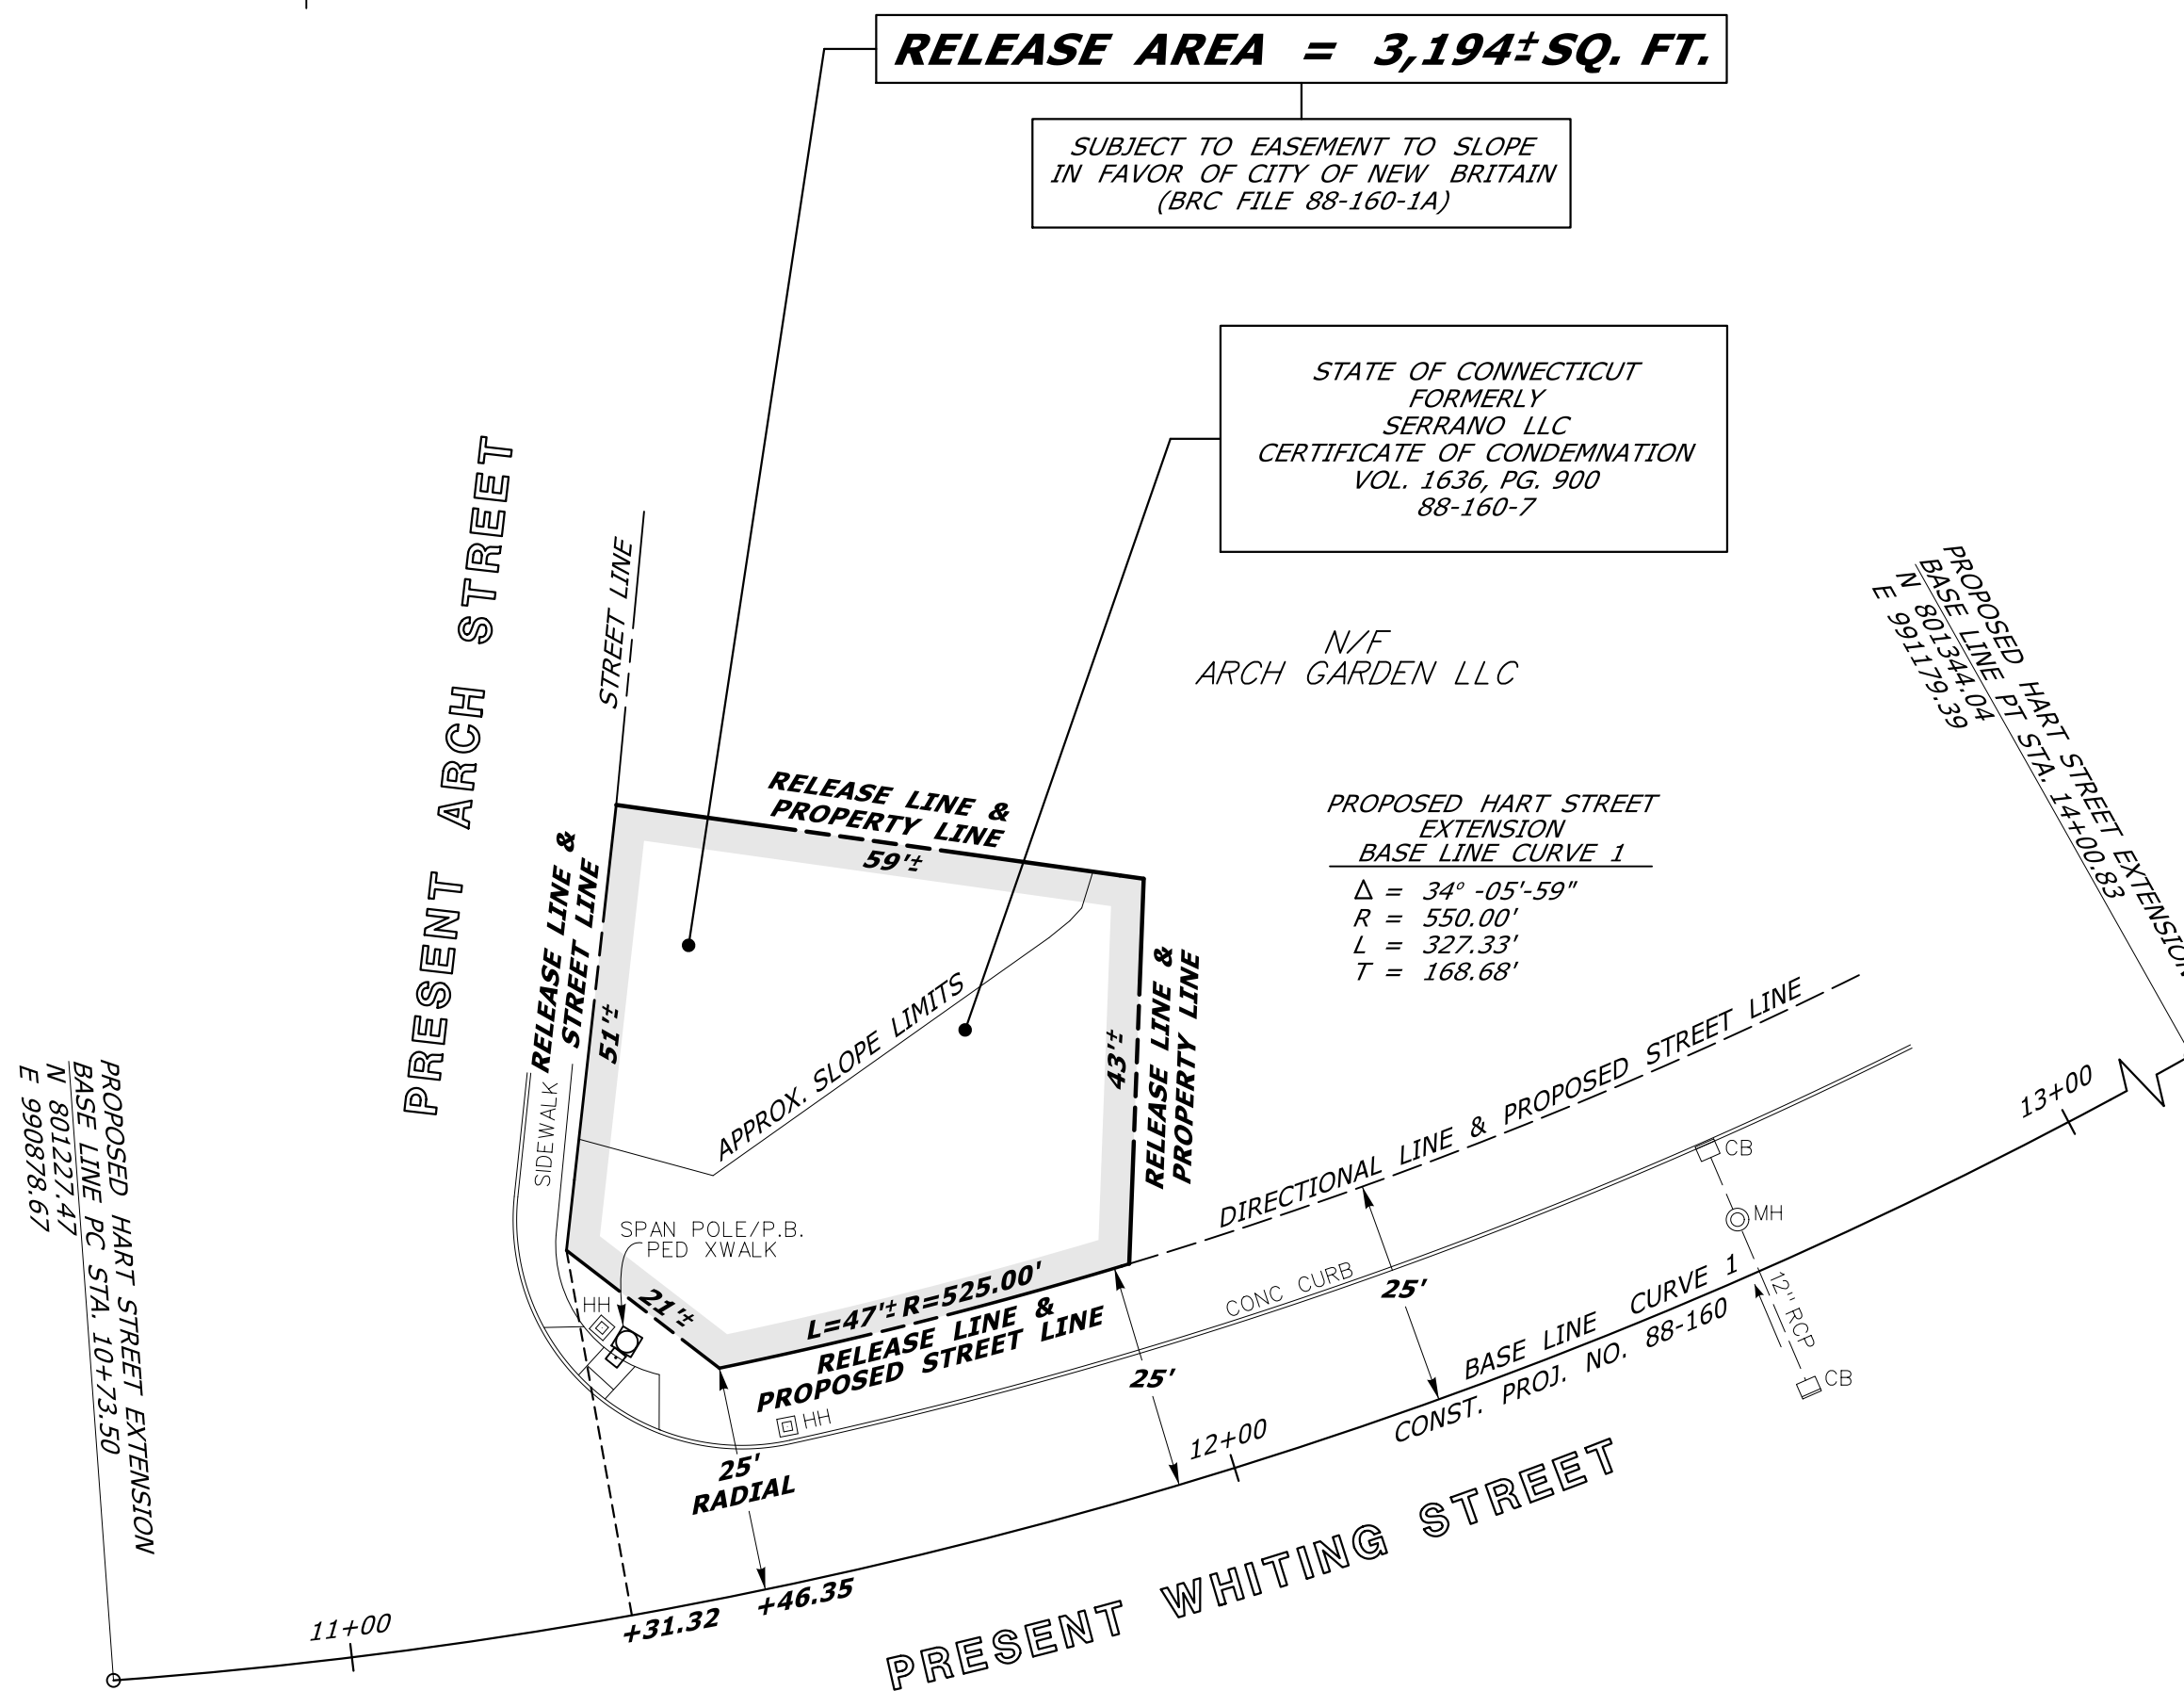 RELEASE AREA = 3,194± SQ. FT.
SUBJECT TO EASEMENT TO SLOPE
IN FAVOR OF CITY OF NEW BRITAIN
(BRC FILE 88-160-1A)
STATE OF CONNECTICUT
FORMERLY
SERRANO LLC
CERTIFICATE OF CONDEMNATION
VOL. 1636, PG. 900
88-160-7
PRESENT ARCH STREET
STREET LINE
N/F
ARCH GARDEN LLC
PROPOSED HART STREET EXTENSION
BASE LINE PT STA. 14+00.83
N 801344.04
E 991179.39
RELEASE LINE &
PROPERTY LINE
59'±
PROPOSED HART STREET
EXTENSION
BASE LINE CURVE 1
Δ = 34° -05'-59"
R = 550.00'
L = 327.33'
T = 168.68'
RELEASE LINE &
STREET LINE
51'±
APPROX. SLOPE LIMITS
43'±
RELEASE LINE &
PROPERTY LINE
DIRECTIONAL LINE & PROPOSED STREET LINE
SIDEWALK
SPAN POLE/P.B.
PED XWALK
HH
21'±
L=47'± R=525.00'
RELEASE LINE &
PROPOSED STREET LINE
HH
CONC CURB
25'
25'
25'
RADIAL
CB
MH
12" RCP
CB
13+00
BASE LINE CURVE 1
CONST. PROJ. NO. 88-160
12+00
PROPOSED HART STREET EXTENSION
BASE LINE PC STA. 10+73.50
N 801227.47
E 990878.67
11+00
+31.32
+46.35
PRESENT WHITING STREET